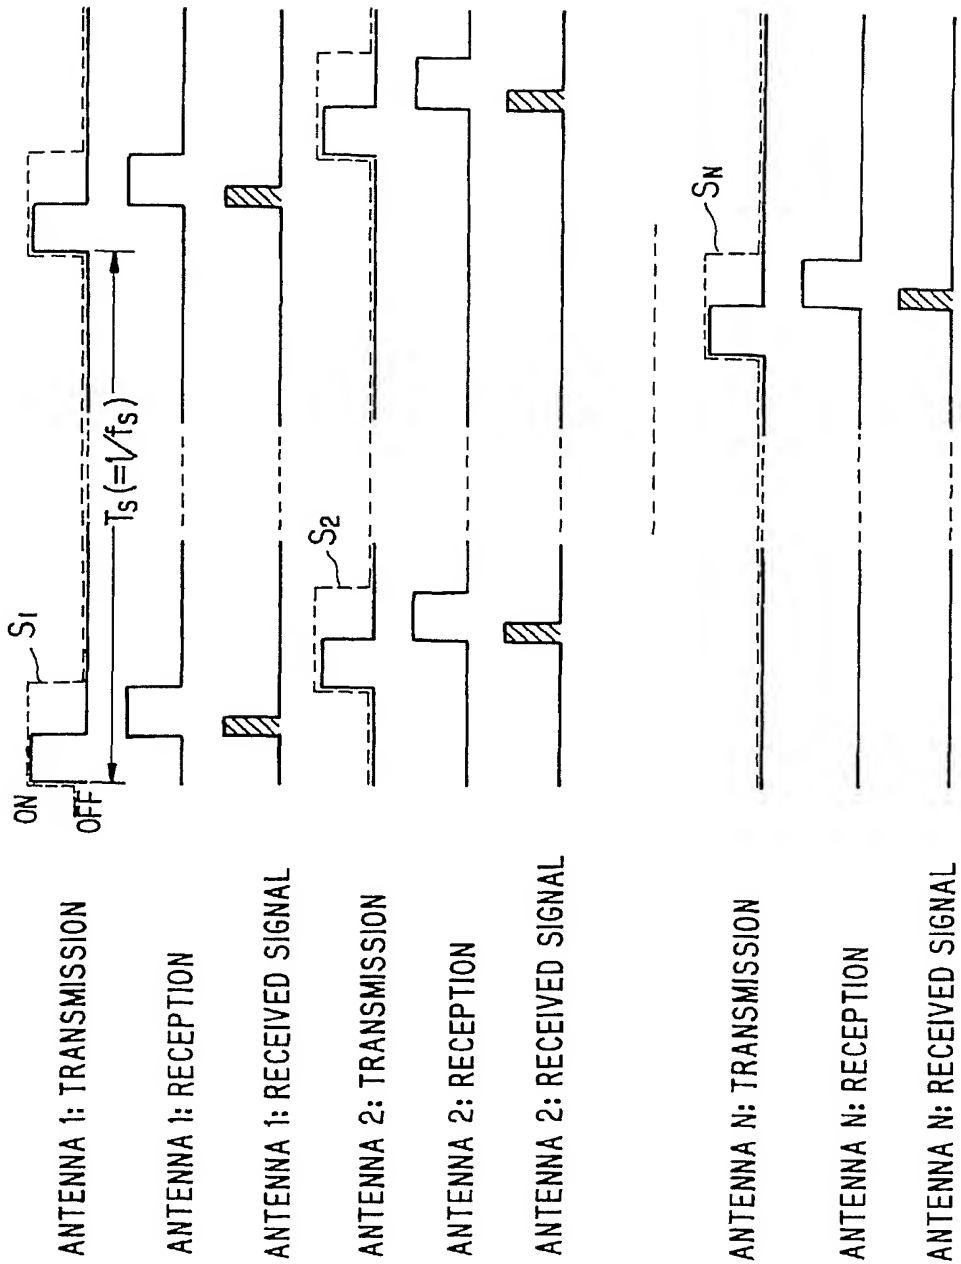 ON
OFF
S1
Ts(=1/fs)
ANTENNA 1: TRANSMISSION
ANTENNA 1: RECEPTION
ANTENNA 1: RECEIVED SIGNAL
S2
ANTENNA 2: TRANSMISSION
ANTENNA 2: RECEPTION
ANTENNA 2: RECEIVED SIGNAL
SN
ANTENNA N: TRANSMISSION
ANTENNA N: RECEPTION
ANTENNA N: RECEIVED SIGNAL